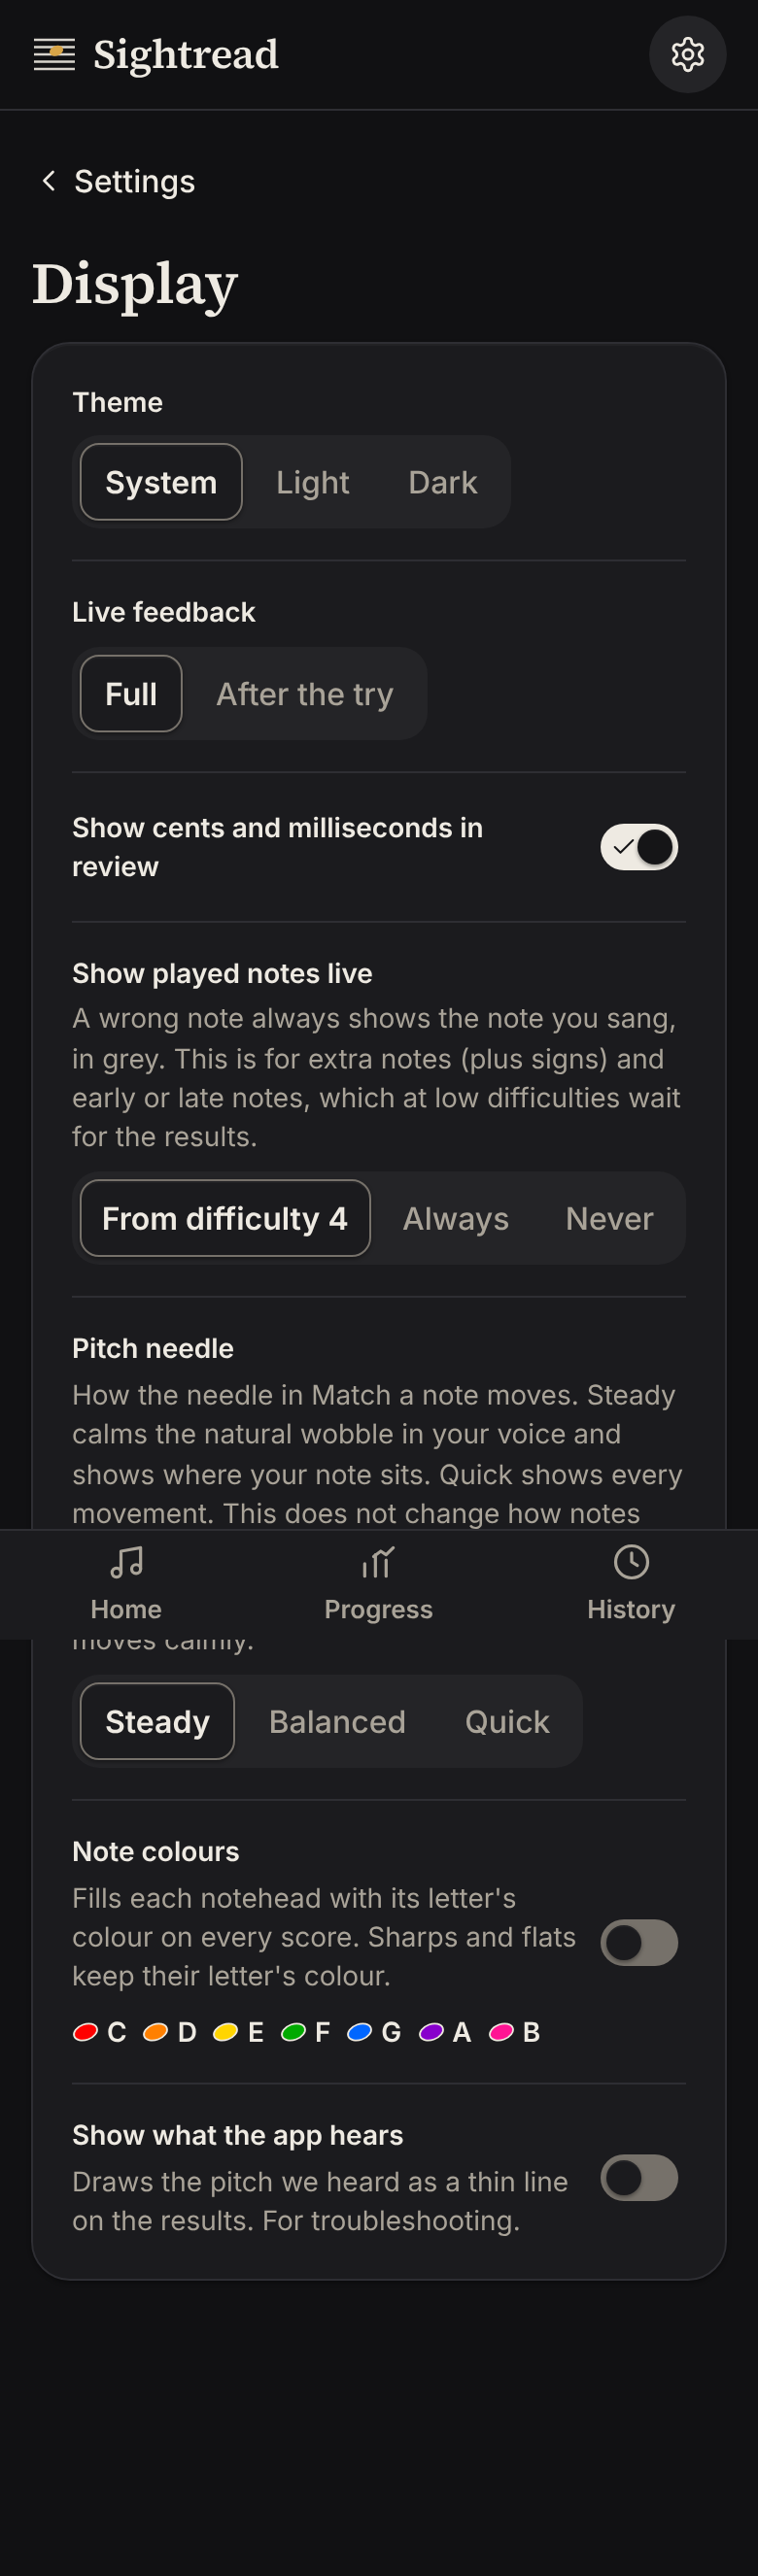 Sightread
Settings
Display
Theme
System Light Dark
Live feedback
Full After the try
Show cents and milliseconds in
review
Show played notes live
A wrong note always shows the note you sang,
in grey. This is for extra notes (plus signs) and
early or late notes, which at low difficulties wait
for the results.
From difficulty 4 Always Never
Pitch needle
How the needle in Match a note moves. Steady
calms the natural wobble in your voice and
shows where your note sits. Quick shows every
movement. This does not change how notes
Home Progress History
moves calmly.
Steady Balanced Quick
Note colours
Fills each notehead with its letter's
colour on every score. Sharps and flats
keep their letter's colour.
C D E F G A B
Show what the app hears
Draws the pitch we heard as a thin line
on the results. For troubleshooting.